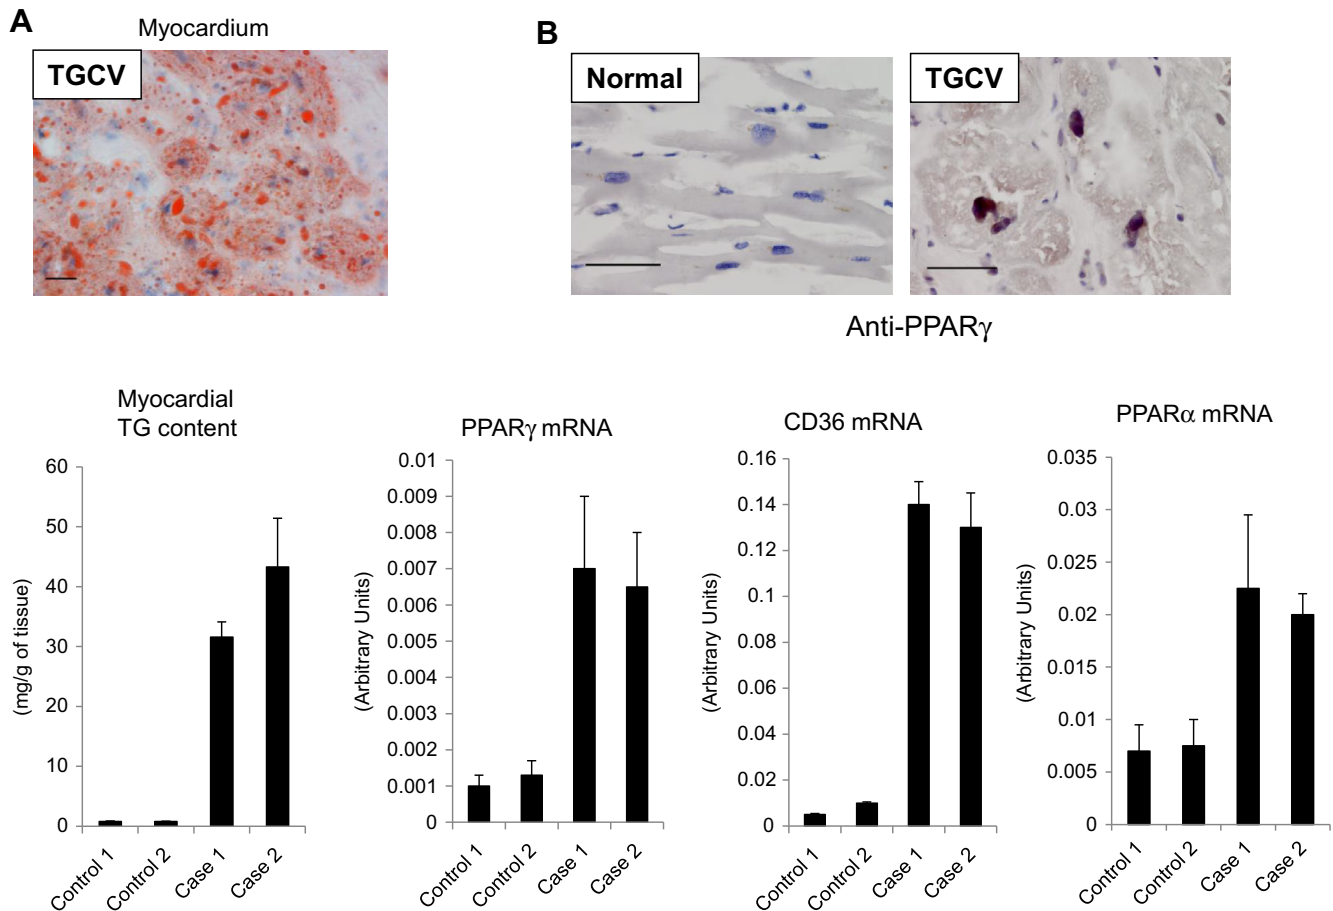 A
Myocardium
TGCV
B
Normal
TGCV
Anti-PPARγ
Myocardial
TG content
(mg/g of tissue)
60
50
40
30
20
10
0
Control 1
Control 2
Case 1
Case 2
PPARγ mRNA
(Arbitrary Units)
0.01
0.009
0.008
0.007
0.006
0.005
0.004
0.003
0.002
0.001
0
Control 1
Control 2
Case 1
Case 2
CD36 mRNA
(Arbitrary Units)
0.16
0.14
0.12
0.1
0.08
0.06
0.04
0.02
0
Control 1
Control 2
Case 1
Case 2
PPARα mRNA
(Arbitrary Units)
0.035
0.03
0.025
0.02
0.015
0.01
0.005
0
Control 1
Control 2
Case 1
Case 2